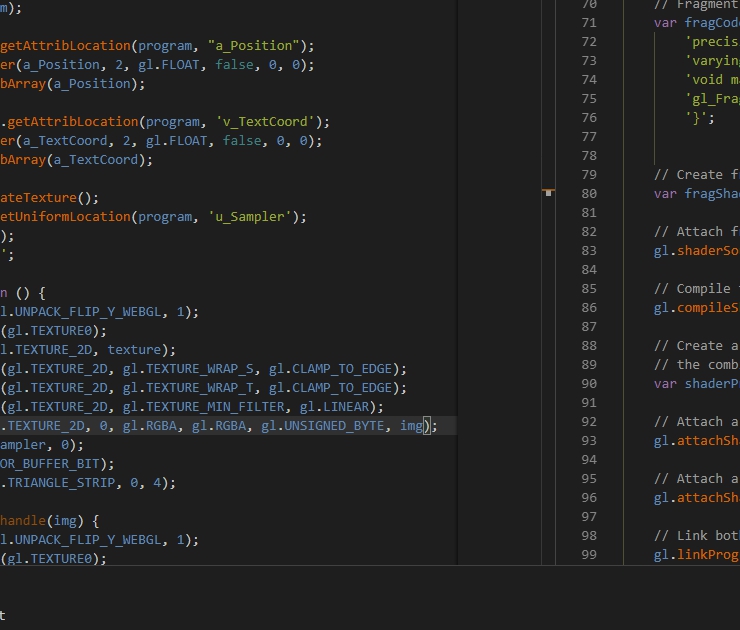 m);
getAttribLocation(program, "a_Position");
er(a_Position, 2, gl.FLOAT, false, 0, 0);
bArray(a_Position);
.getAttribLocation(program, 'v_TextCoord');
er(a_TextCoord, 2, gl.FLOAT, false, 0, 0);
bArray(a_TextCoord);
ateTexture();
etUniformLocation(program, 'u_Sampler');
);
';
n () {
l.UNPACK_FLIP_Y_WEBGL, 1);
(gl.TEXTURE0);
l.TEXTURE_2D, texture);
(gl.TEXTURE_2D, gl.TEXTURE_WRAP_S, gl.CLAMP_TO_EDGE);
(gl.TEXTURE_2D, gl.TEXTURE_WRAP_T, gl.CLAMP_TO_EDGE);
(gl.TEXTURE_2D, gl.TEXTURE_MIN_FILTER, gl.LINEAR);
.TEXTURE_2D, 0, gl.RGBA, gl.RGBA, gl.UNSIGNED_BYTE, img);
ampler, 0);
OR_BUFFER_BIT);
.TRIANGLE_STRIP, 0, 4);
handle(img) {
l.UNPACK_FLIP_Y_WEBGL, 1);
(gl.TEXTURE0);
t
70 // Fragment
71 var fragCod
72 'precis
73 'varying
74 'void m
75 'gl_Frag
76 '}';
77
78
79 // Create f
80 var fragSha
81
82 // Attach f
83 gl.shaderSo
84
85 // Compile
86 gl.compileS
87
88 // Create a
89 // the comb
90 var shaderP
91
92 // Attach a
93 gl.attachSh
94
95 // Attach a
96 gl.attachSh
97
98 // Link bot
99 gl.linkProg